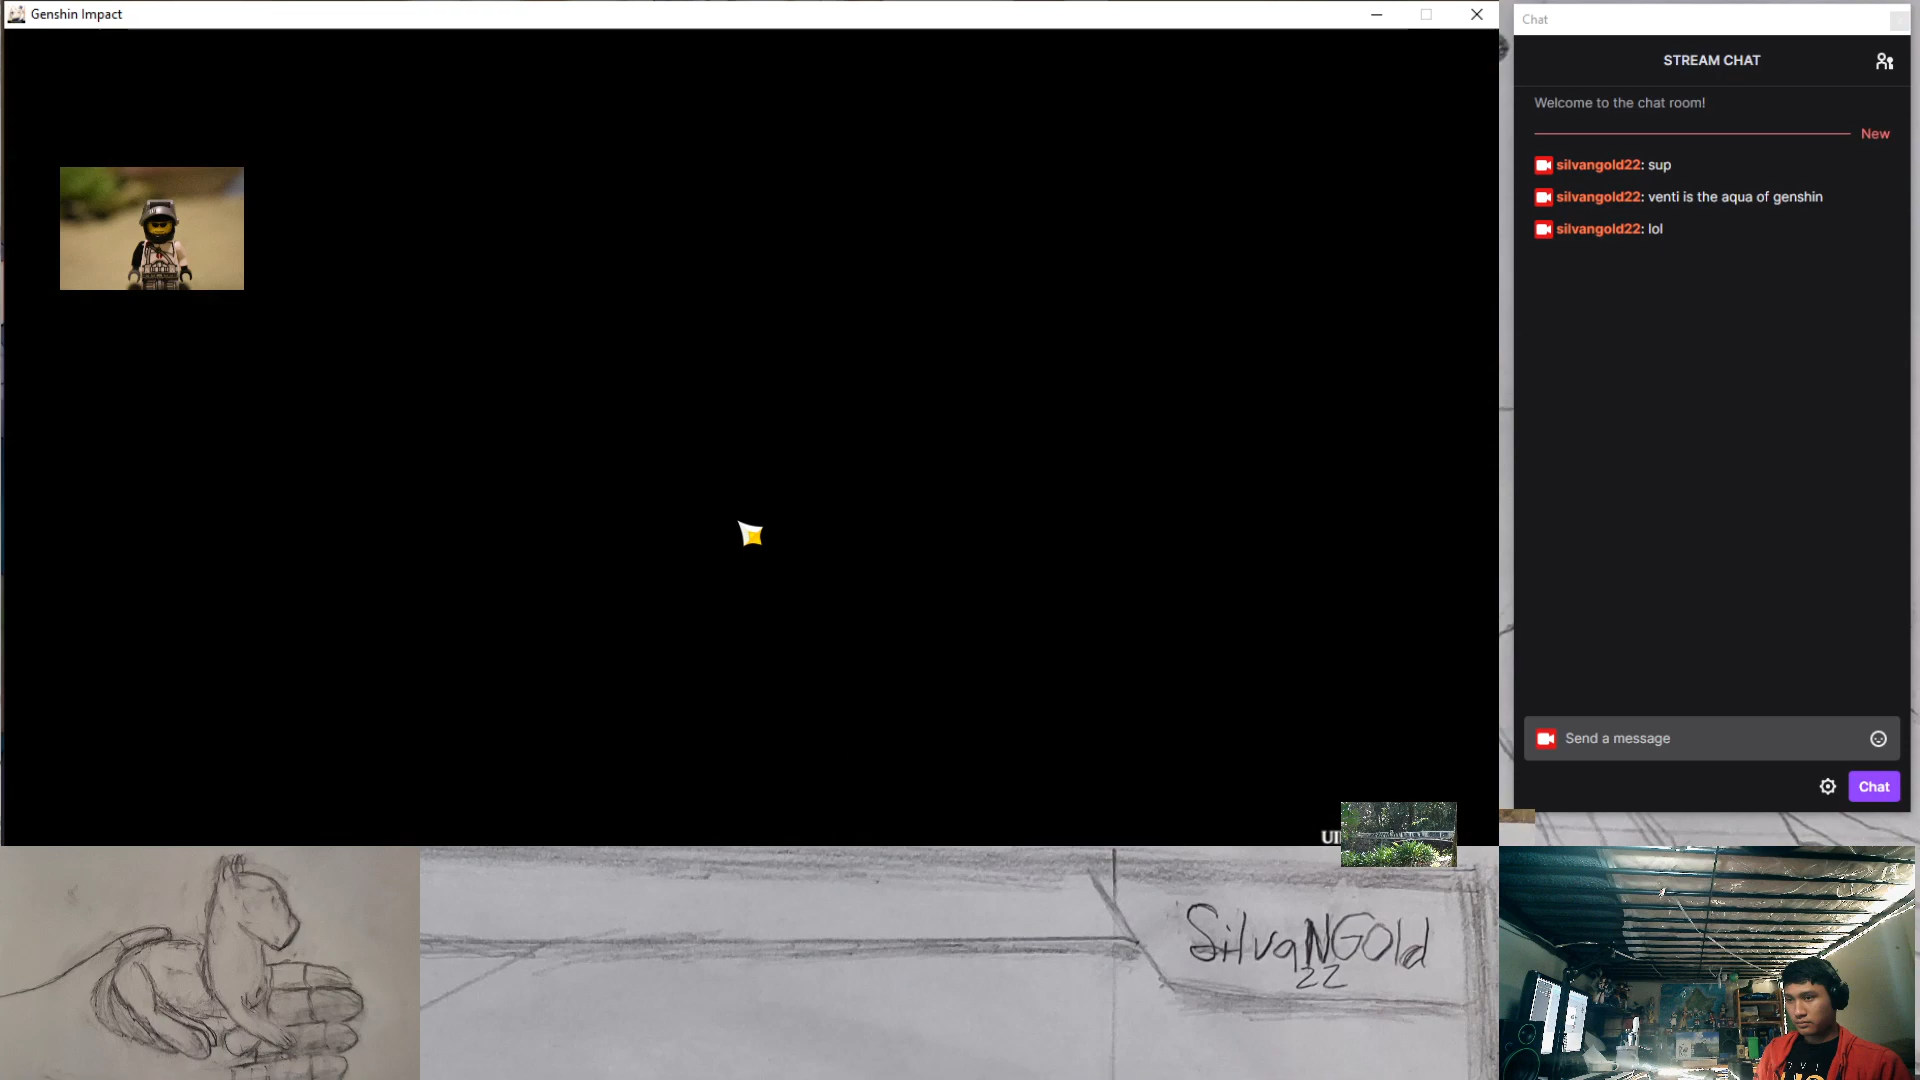 Genshin Impact
Chat
STREAM CHAT
Welcome to the chat room!
New
silvangold22: sup
silvangold22: venti is the aqua of genshin
silvangold22: lol
Send a message
Chat
UI
SilvaNGOld
22